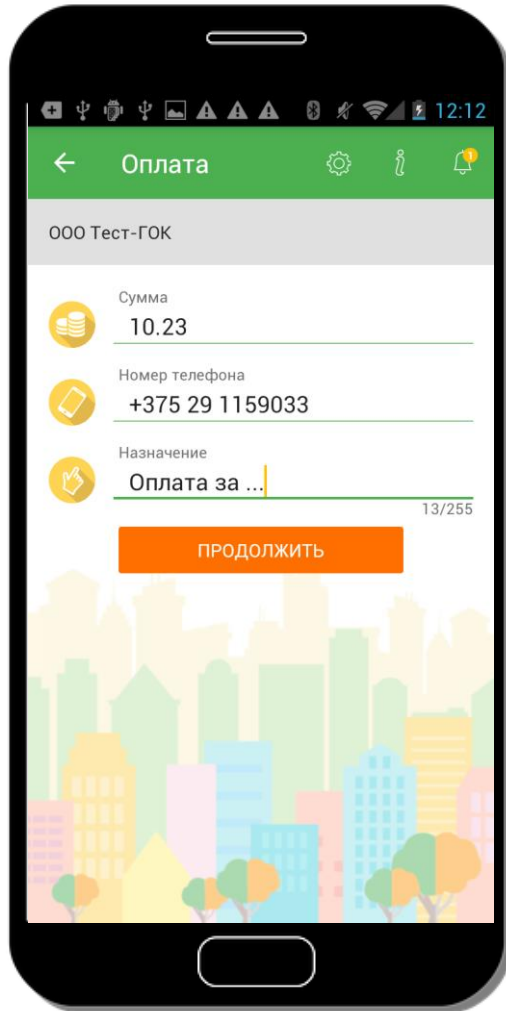 12:12
Оплата
1
ООО Тест-ГОК
Сумма
10.23
Номер телефона
+375 29 1159033
Назначение
Оплата за ...
13/255
ПРОДОЛЖИТЬ